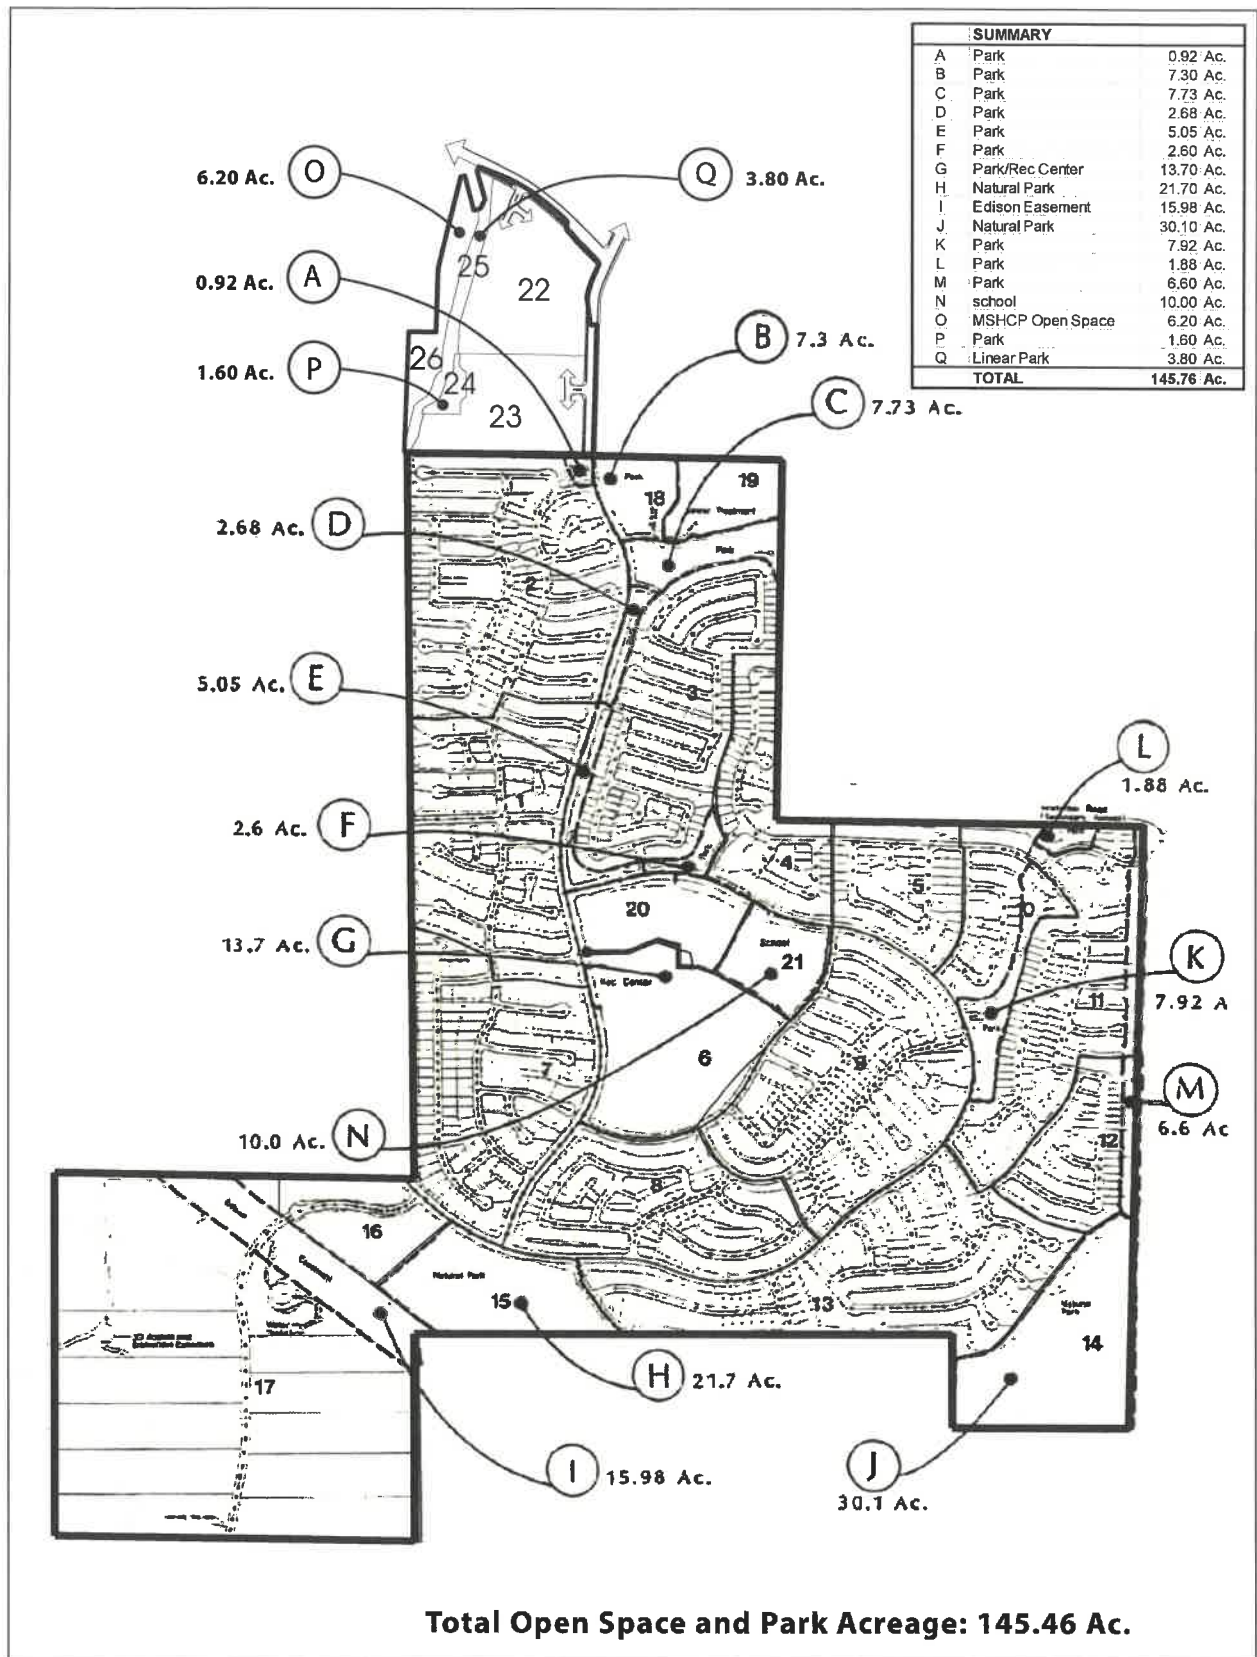 SUMMARY
A Park 0.92 Ac.
B Park 7.30 Ac.
C Park 7.73 Ac.
D Park 2.68 Ac.
E Park 5.05 Ac.
F Park 2.60 Ac.
G Park/Rec Center 13.70 Ac.
H Natural Park 21.70 Ac.
I Edison Easement 15.98 Ac.
J Natural Park 30.10 Ac.
K Park 7.92 Ac.
L Park 1.88 Ac.
M Park 6.60 Ac.
N school 10.00 Ac.
O MSHCP Open Space 6.20 Ac.
P Park 1.60 Ac.
Q Linear Park 3.80 Ac.
TOTAL 145.76 Ac.
6.20 Ac. O
Q 3.80 Ac.
25
0.92 Ac. A
22
B 7.3 Ac.
26
24
1.60 Ac. P
23
C 7.73 Ac.
Park
18
19
Treatment
2.68 Ac. D
Park
2
5.05 Ac. E
3
L
1.88 Ac.
1
2.6 Ac. F
Park
Park
4
5
20
10
13.7 Ac. G
School
21
Rec Center
K
7.92 A
11
Park
6
7
9
M
6.6 Ac
10.0 Ac. N
12
8
16
Easement
Natural Park
15
13
Natural
Park
14
17
H 21.7 Ac.
I 15.98 Ac.
J
30.1 Ac.
Total Open Space and Park Acreage: 145.46 Ac.